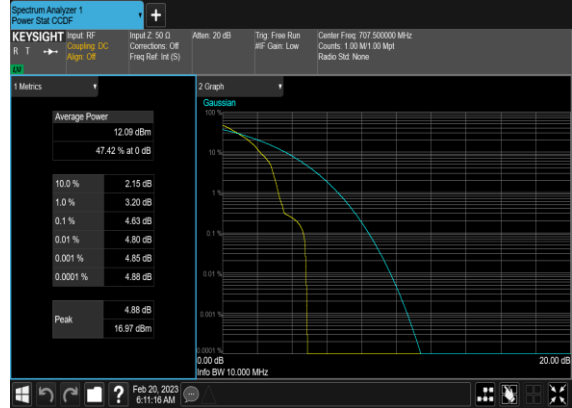 Spectrum Analyzer 1
Power Stat CCDF
+
KEYSIGHT
R T
LXI
Input: RF
Coupling: DC
Align: Off
Input Z: 50 Ω
Corrections: Off
Freq Ref: Int (S)
Atten: 20 dB
Trig: Free Run
#IF Gain: Low
Center Freq: 707.500000 MHz
Counts: 1.00 M/1.00 Mpt
Radio Std: None
1 Metrics
Average Power
12.09 dBm
47.42 % at 0 dB
10.0 % 2.15 dB
1.0 % 3.20 dB
0.1 % 4.63 dB
0.01 % 4.80 dB
0.001 % 4.85 dB
0.0001 % 4.88 dB
Peak
4.88 dB
16.97 dBm
2 Graph
Gaussian
100 %
10 %
1 %
0.1 %
0.01 %
0.001 %
0.0001 %
0.00 dB
20.00 dB
Info BW 10.000 MHz
?
Feb 20, 2023
6:11:16 AM